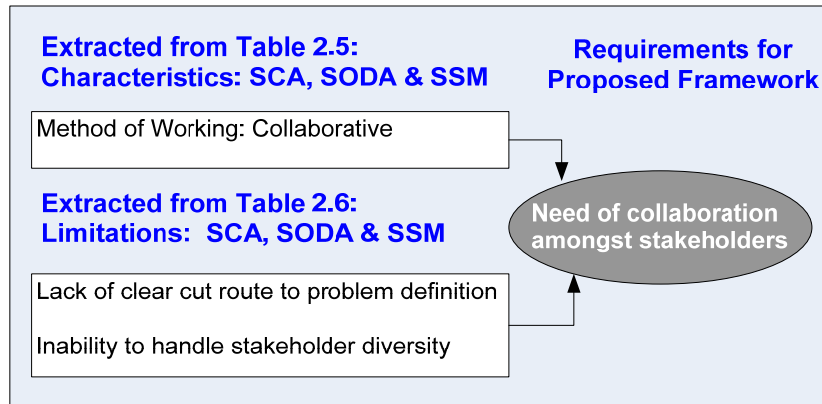 Extracted from Table 2.5:
Characteristics: SCA, SODA & SSM
Requirements for
Proposed Framework
Method of Working: Collaborative
Extracted from Table 2.6:
Limitations: SCA, SODA & SSM
Need of collaboration
amongst stakeholders
Lack of clear cut route to problem definition
Inability to handle stakeholder diversity